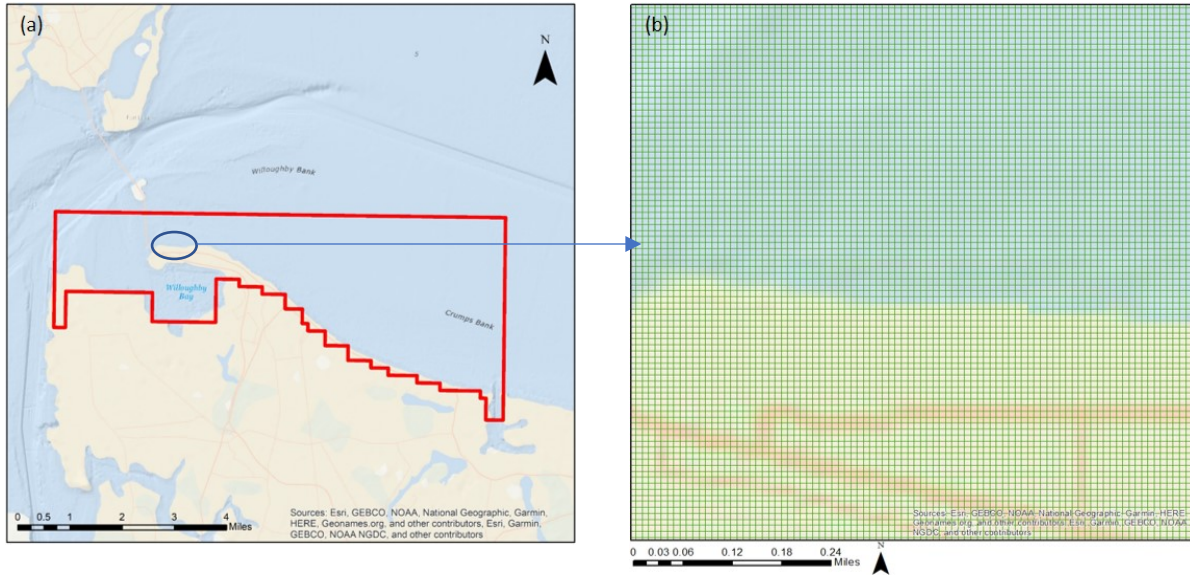 (a)
N
Willoughby Bank
Willoughby
Bay
Crumps Bank
0 0.5 1 2 3 4
Miles
Sources: Esri, GEBCO, NOAA, National Geographic, Garmin,
HERE, Geonames.org, and other contributors, Esri, Garmin,
GEBCO, NOAA NGDC, and other contributors
(b)
Sources: Esri, GEBCO, NOAA, National Geographic, Garmin, HERE,
Geonames.org, and other contributors, Esri, Garmin, GEBCO, NOAA
NGDC, and other contributors
0 0.03 0.06 0.12 0.18 0.24
Miles
N